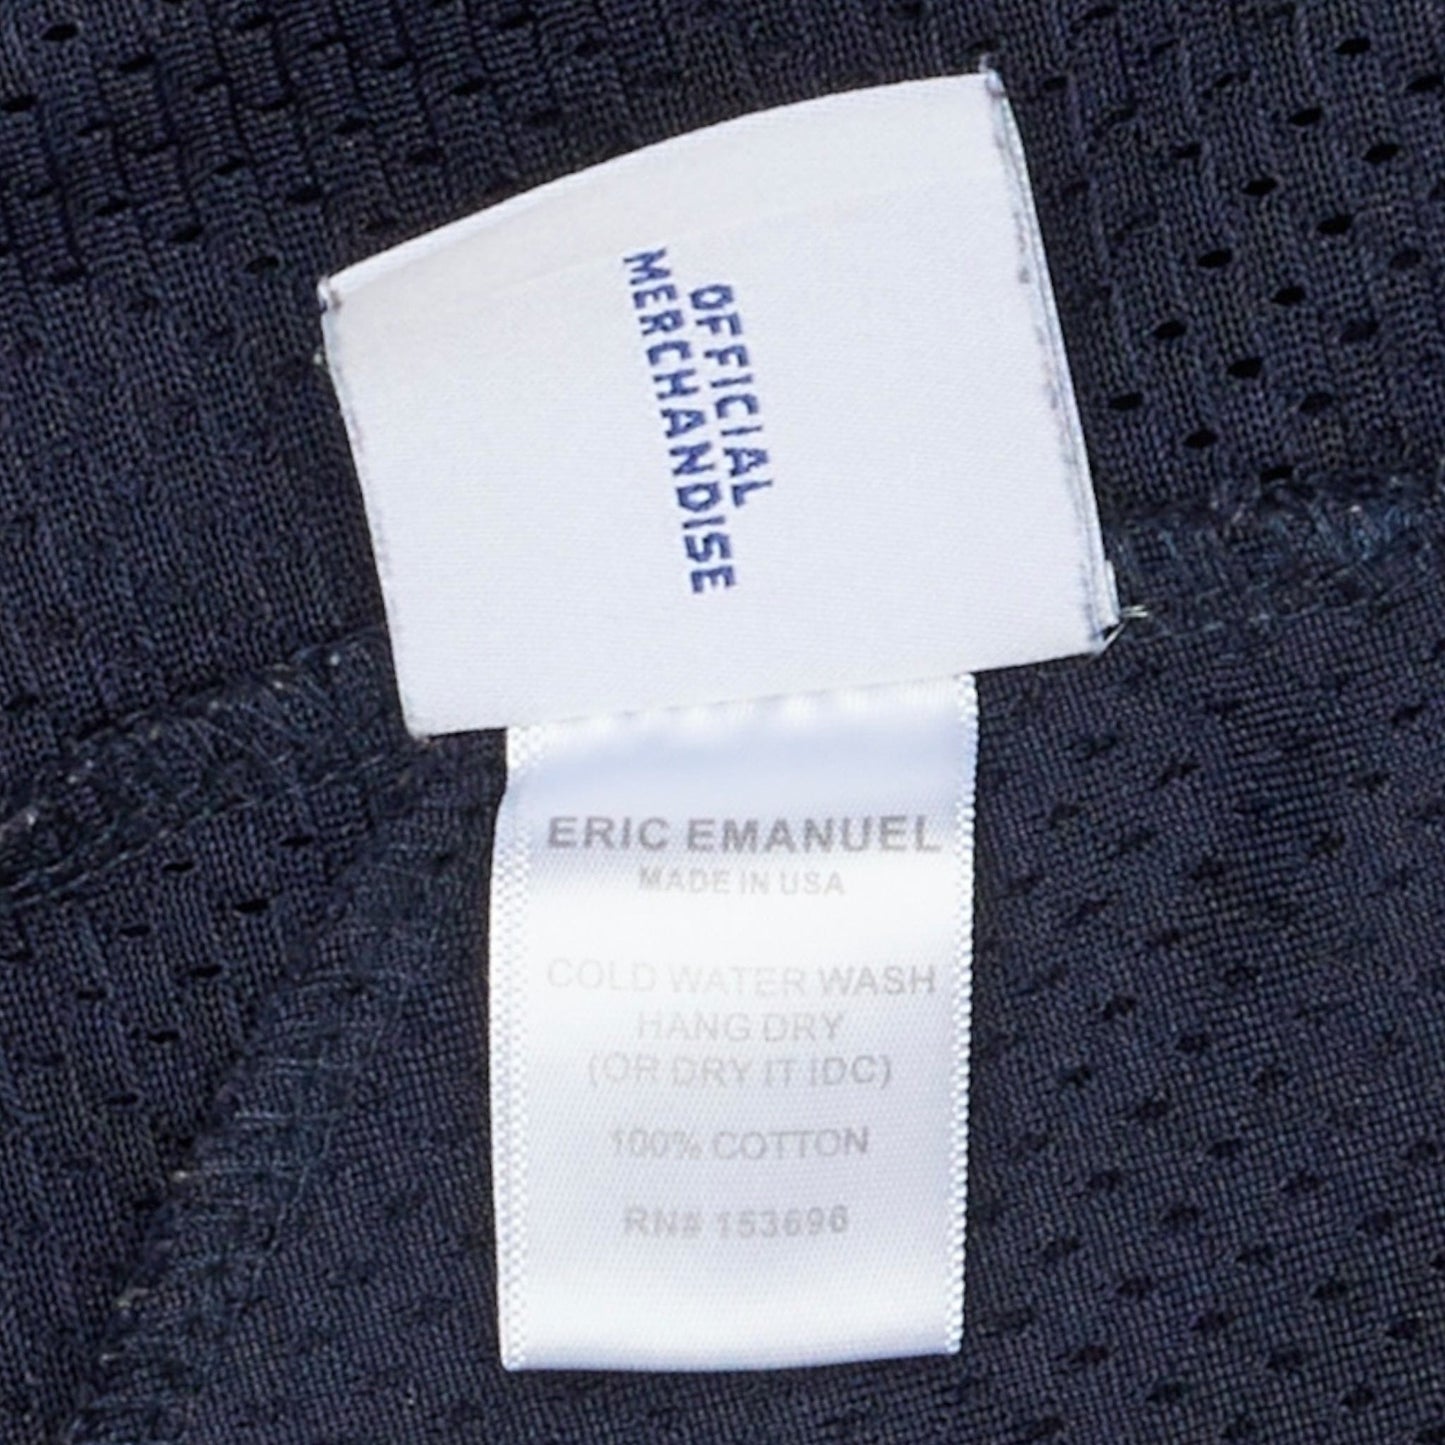 OFFICIAL
MERCHANDISE
ERIC EMANUEL
MADE IN USA
COLD WATER WASH
HANG DRY
(OR DRY IT IDC)
100% COTTON
RN# 153696